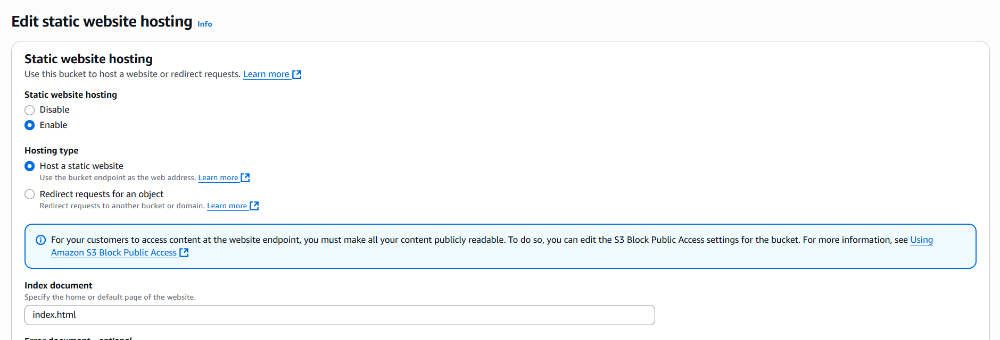 Edit static website hosting Info
Static website hosting
Use this bucket to host a website or redirect requests. Learn more
Static website hosting
Disable
Enable
Hosting type
Host a static website
Use the bucket endpoint as the web address. Learn more
Redirect requests for an object
Redirect requests to another bucket or domain. Learn more
For your customers to access content at the website endpoint, you must make all your content publicly readable. To do so, you can edit the S3 Block Public Access settings for the bucket. For more information, see Using
Amazon S3 Block Public Access
Index document
Specify the home or default page of the website.
index.html
Error document - optional